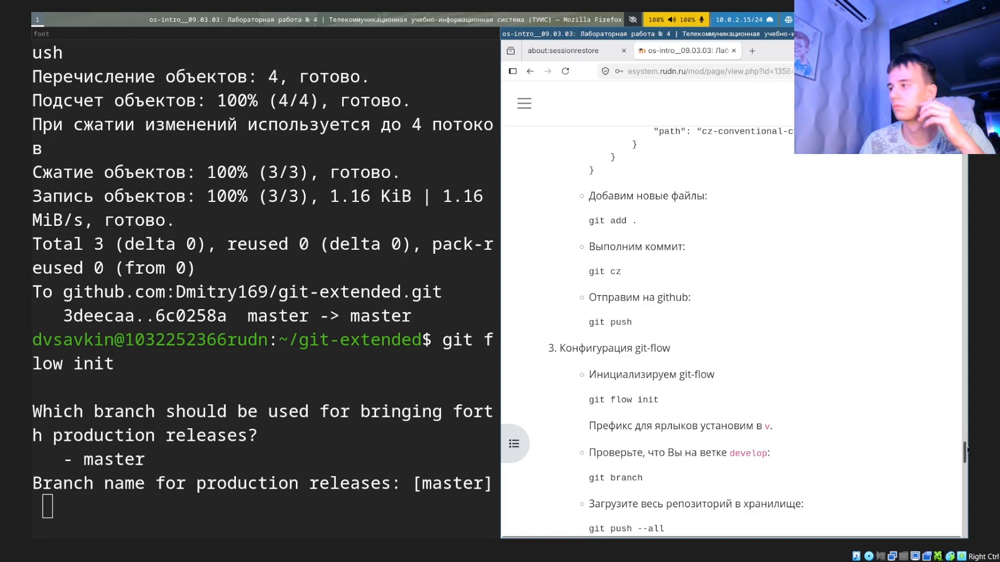 1
os-intro__09.03.03: Лабораторная работа № 4 | Телекоммуникационная учебно-информационная система (ТУИС) — Mozilla Firefox
100% 100%
10.0.2.15/24
foot
ush
Перечисление объектов: 4, готово.
Подсчет объектов: 100% (4/4), готово.
При сжатии изменений используется до 4 потоко
в
Сжатие объектов: 100% (3/3), готово.
Запись объектов: 100% (3/3), 1.16 KiB | 1.16
MiB/s, готово.
Total 3 (delta 0), reused 0 (delta 0), pack-r
eused 0 (from 0)
To github.com:Dmitry169/git-extended.git
3deecaa..6c0258a master -> master
dvsavkin@1032252366rudn:~/git-extended$ git f
low init
Which branch should be used for bringing fort
h production releases?
- master
Branch name for production releases: [master]
os-intro__09.03.03: Лабораторная работа № 4 | Телекоммуникационная учебно-и
about:sessionrestore
os-intro__09.03.03: Лаб
esystem.rudn.ru/mod/page/view.php?id=1358
"path": "cz-conventional-c
}
}
}
Добавим новые файлы:
git add .
Выполним коммит:
git cz
Отправим на github:
git push
3. Конфигурация git-flow
Инициализируем git-flow
git flow init
Префикс для ярлыков установим в v.
Проверьте, что Вы на ветке develop:
git branch
Загрузите весь репозиторий в хранилище:
git push --all
Right Ctrl